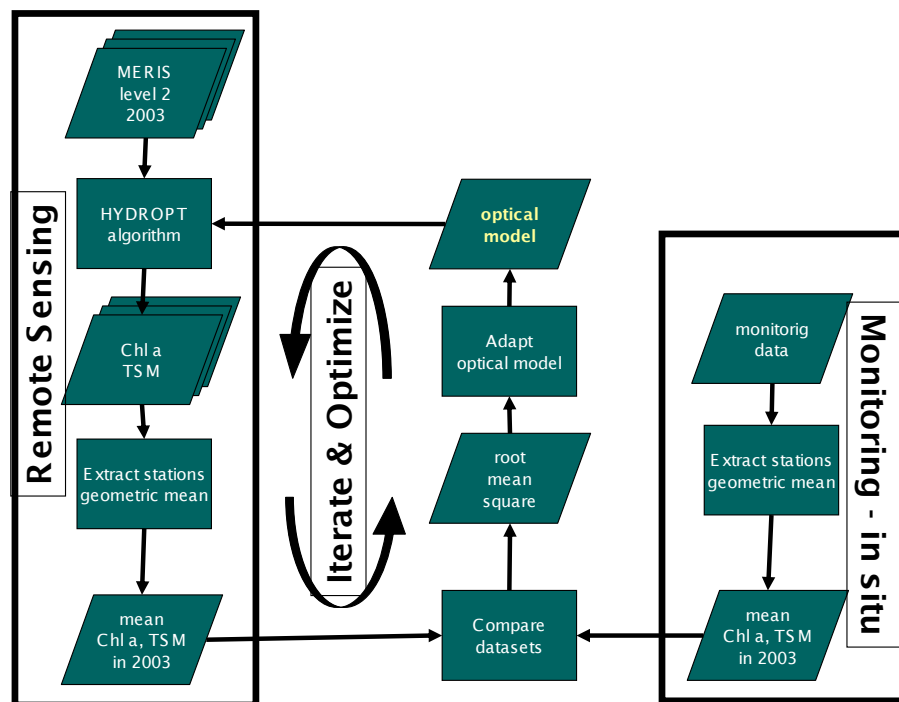 MERIS
level 2
2003
HYDROPT
algorithm
Chl a
TSM
Extract stations
geometric mean
mean
Chl a, TSM
in 2003
Remote Sensing
Iterate & Optimize
optical
model
Adapt
optical model
root
mean
square
Compare
datasets
monitorig
data
Extract stations
geometric mean
mean
Chl a, TSM
in 2003
Monitoring - in situ